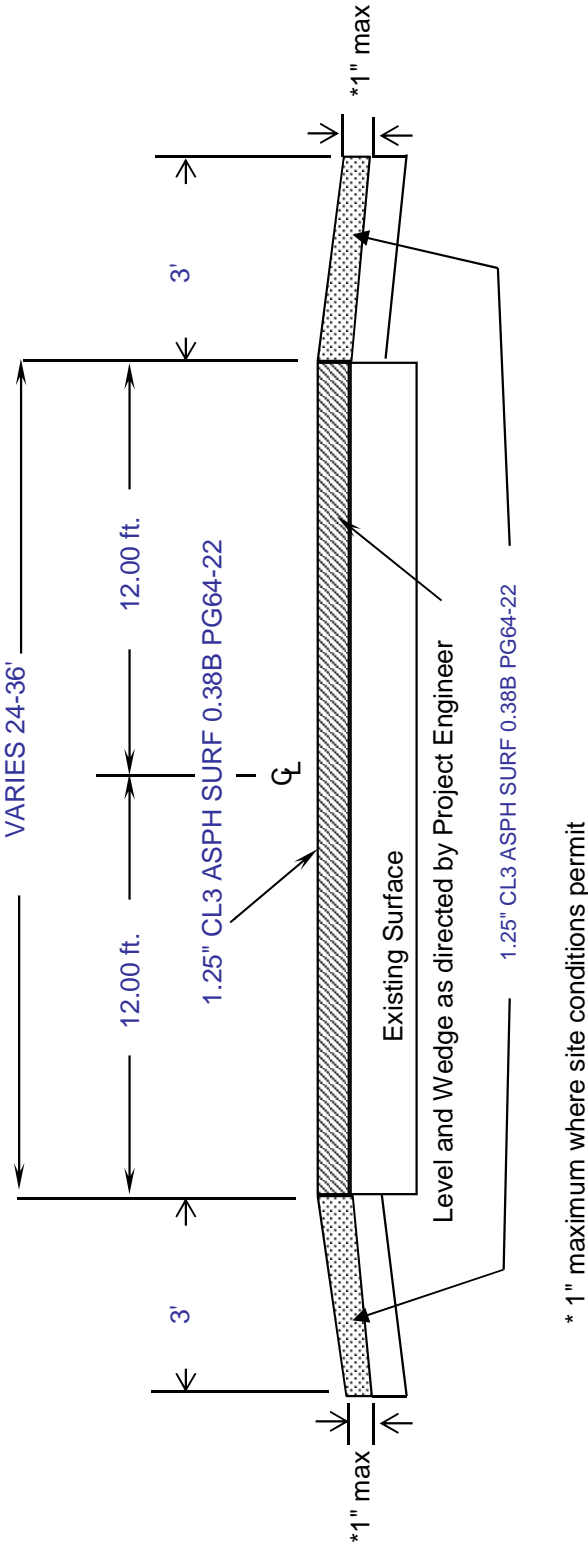 VARIES 24-36'
3'
12.00 ft.
12.00 ft.
3'
1.25" CL3 ASPH SURF 0.38B PG64-22
CL
*1" max
*1" max
Existing Surface
Level and Wedge as directed by Project Engineer
1.25" CL3 ASPH SURF 0.38B PG64-22
* 1" maximum where site conditions permit